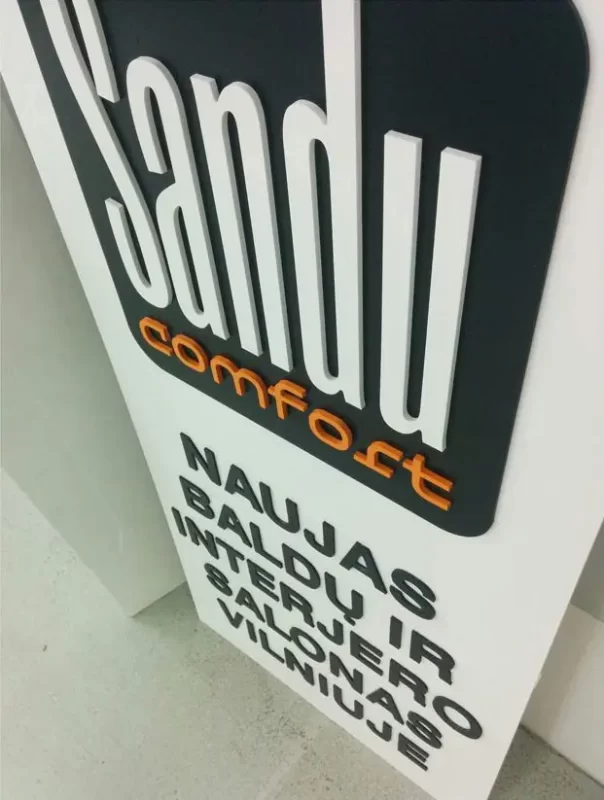 Sandu
comfort
NAUJAS
BALDŲ IR
INTERJERO
SALONAS
VILNIUJE